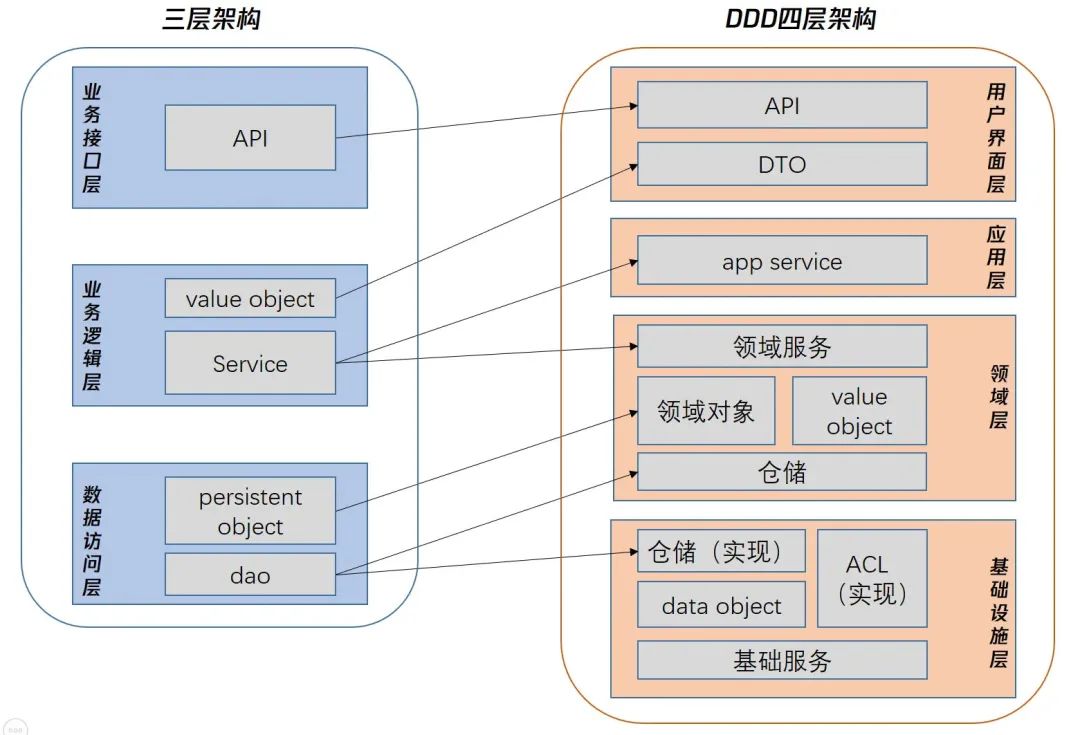 三层架构
业务接口层
API
业务逻辑层
value object
Service
数据访问层
persistent
object
dao
DDD四层架构
API
DTO
用户界面层
app service
应用层
领域服务
领域对象
value
object
仓储
领域层
仓储（实现）
data object
ACL
（实现）
基础服务
基础设施层